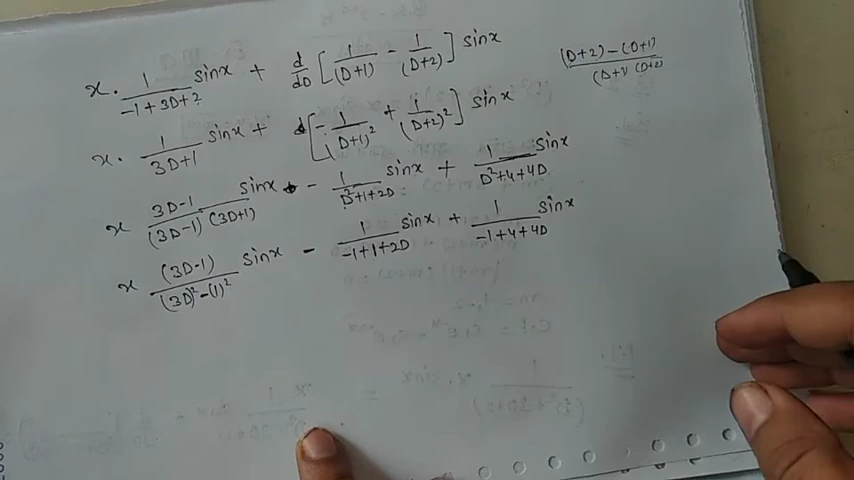 x. 1/(-1+3D+2) sinx + d/dD [1/(D+1) - 1/(D+2)] sinx
((D+2)-(D+1))/((D+1)(D+2))
x. 1/(3D+1) sinx + [-1/(D+1)² + 1/(D+2)²] sinx
x (3D-1)/((3D-1)(3D+1)) sinx - 1/(D²+1+2D) sinx + 1/(D²+4+4D) sinx
x (3D-1)/((3D)²-(1)²) sinx - 1/(-1+1+2D) sinx + 1/(-1+4+4D) sinx